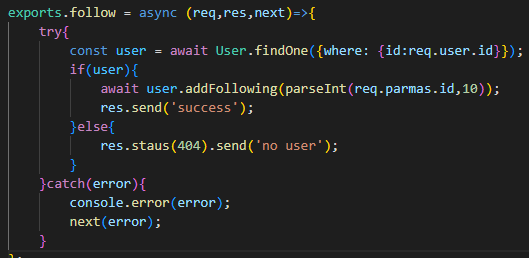 exports.follow = async (req,res,next)=>{
    try{
        const user = await User.findOne({where: {id:req.user.id}});
        if(user){
            await user.addFollowing(parseInt(req.parmas.id,10));
            res.send('success');
        }else{
            res.staus(404).send('no user');
        }
    }catch(error){
        console.error(error);
        next(error);
    }
};